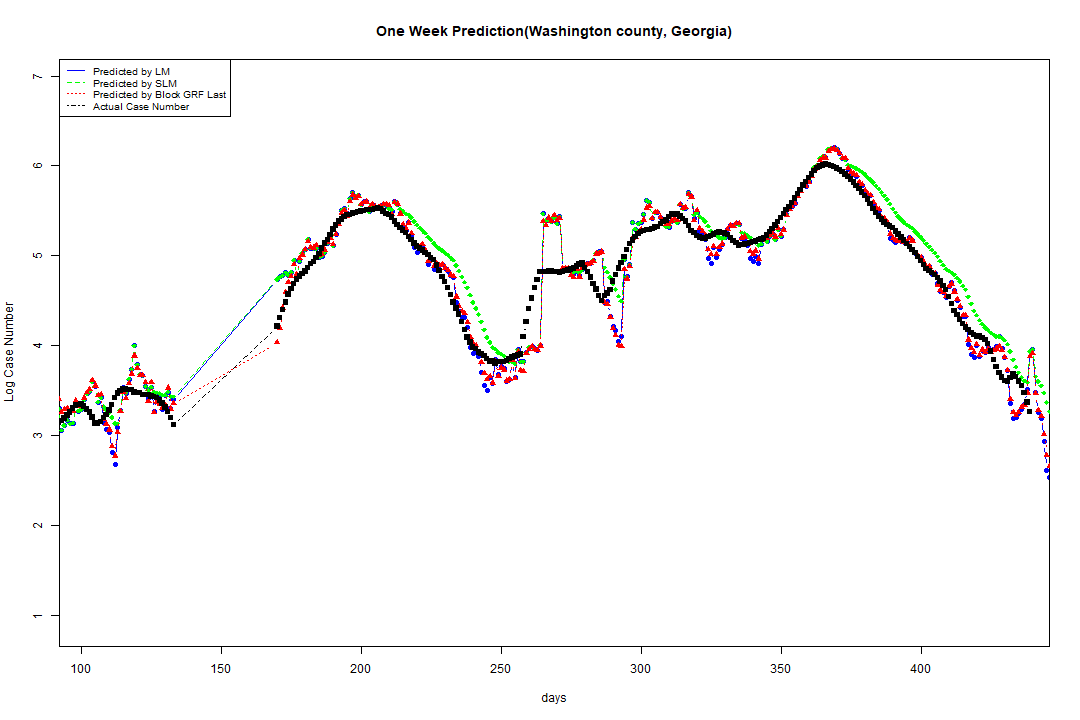 One Week Prediction(Washington county, Georgia)
Predicted by LM
Predicted by SLM
Predicted by Block GRF Last
Actual Case Number
7
6
5
4
3
2
1
Log Case Number
100 150 200 250 300 350 400
days